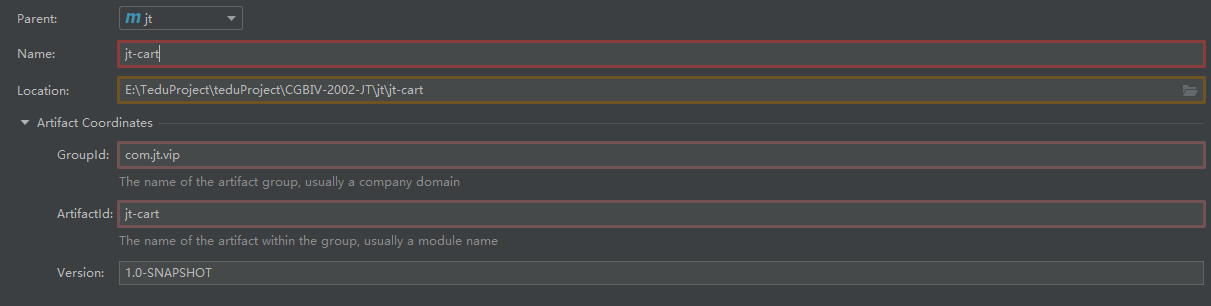 Parent: m jt
Name: jt-cart
Location: E:\TeduProject\teduProject\CGBIV-2002-JT\jt\jt-cart
Artifact Coordinates
GroupId: com.jt.vip
The name of the artifact group, usually a company domain
ArtifactId: jt-cart
The name of the artifact within the group, usually a module name
Version: 1.0-SNAPSHOT